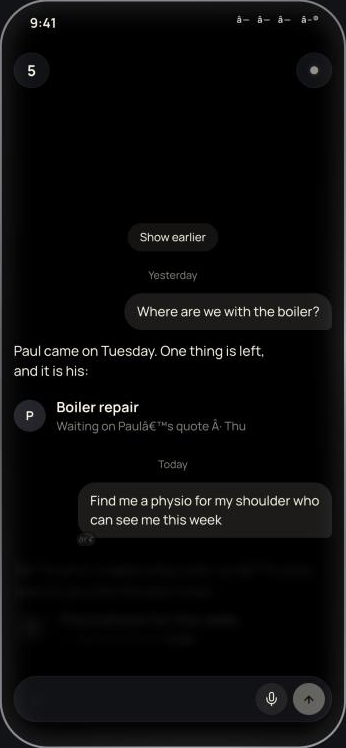 9:41
â— â— â— â–ª
5
Show earlier
Yesterday
Where are we with the boiler?
Paul came on Tuesday. One thing is left,
and it is his:
P
Boiler repair
Waiting on Paulâ€™s quote Â· Thu
Today
Find me a physio for my shoulder who
can see me this week